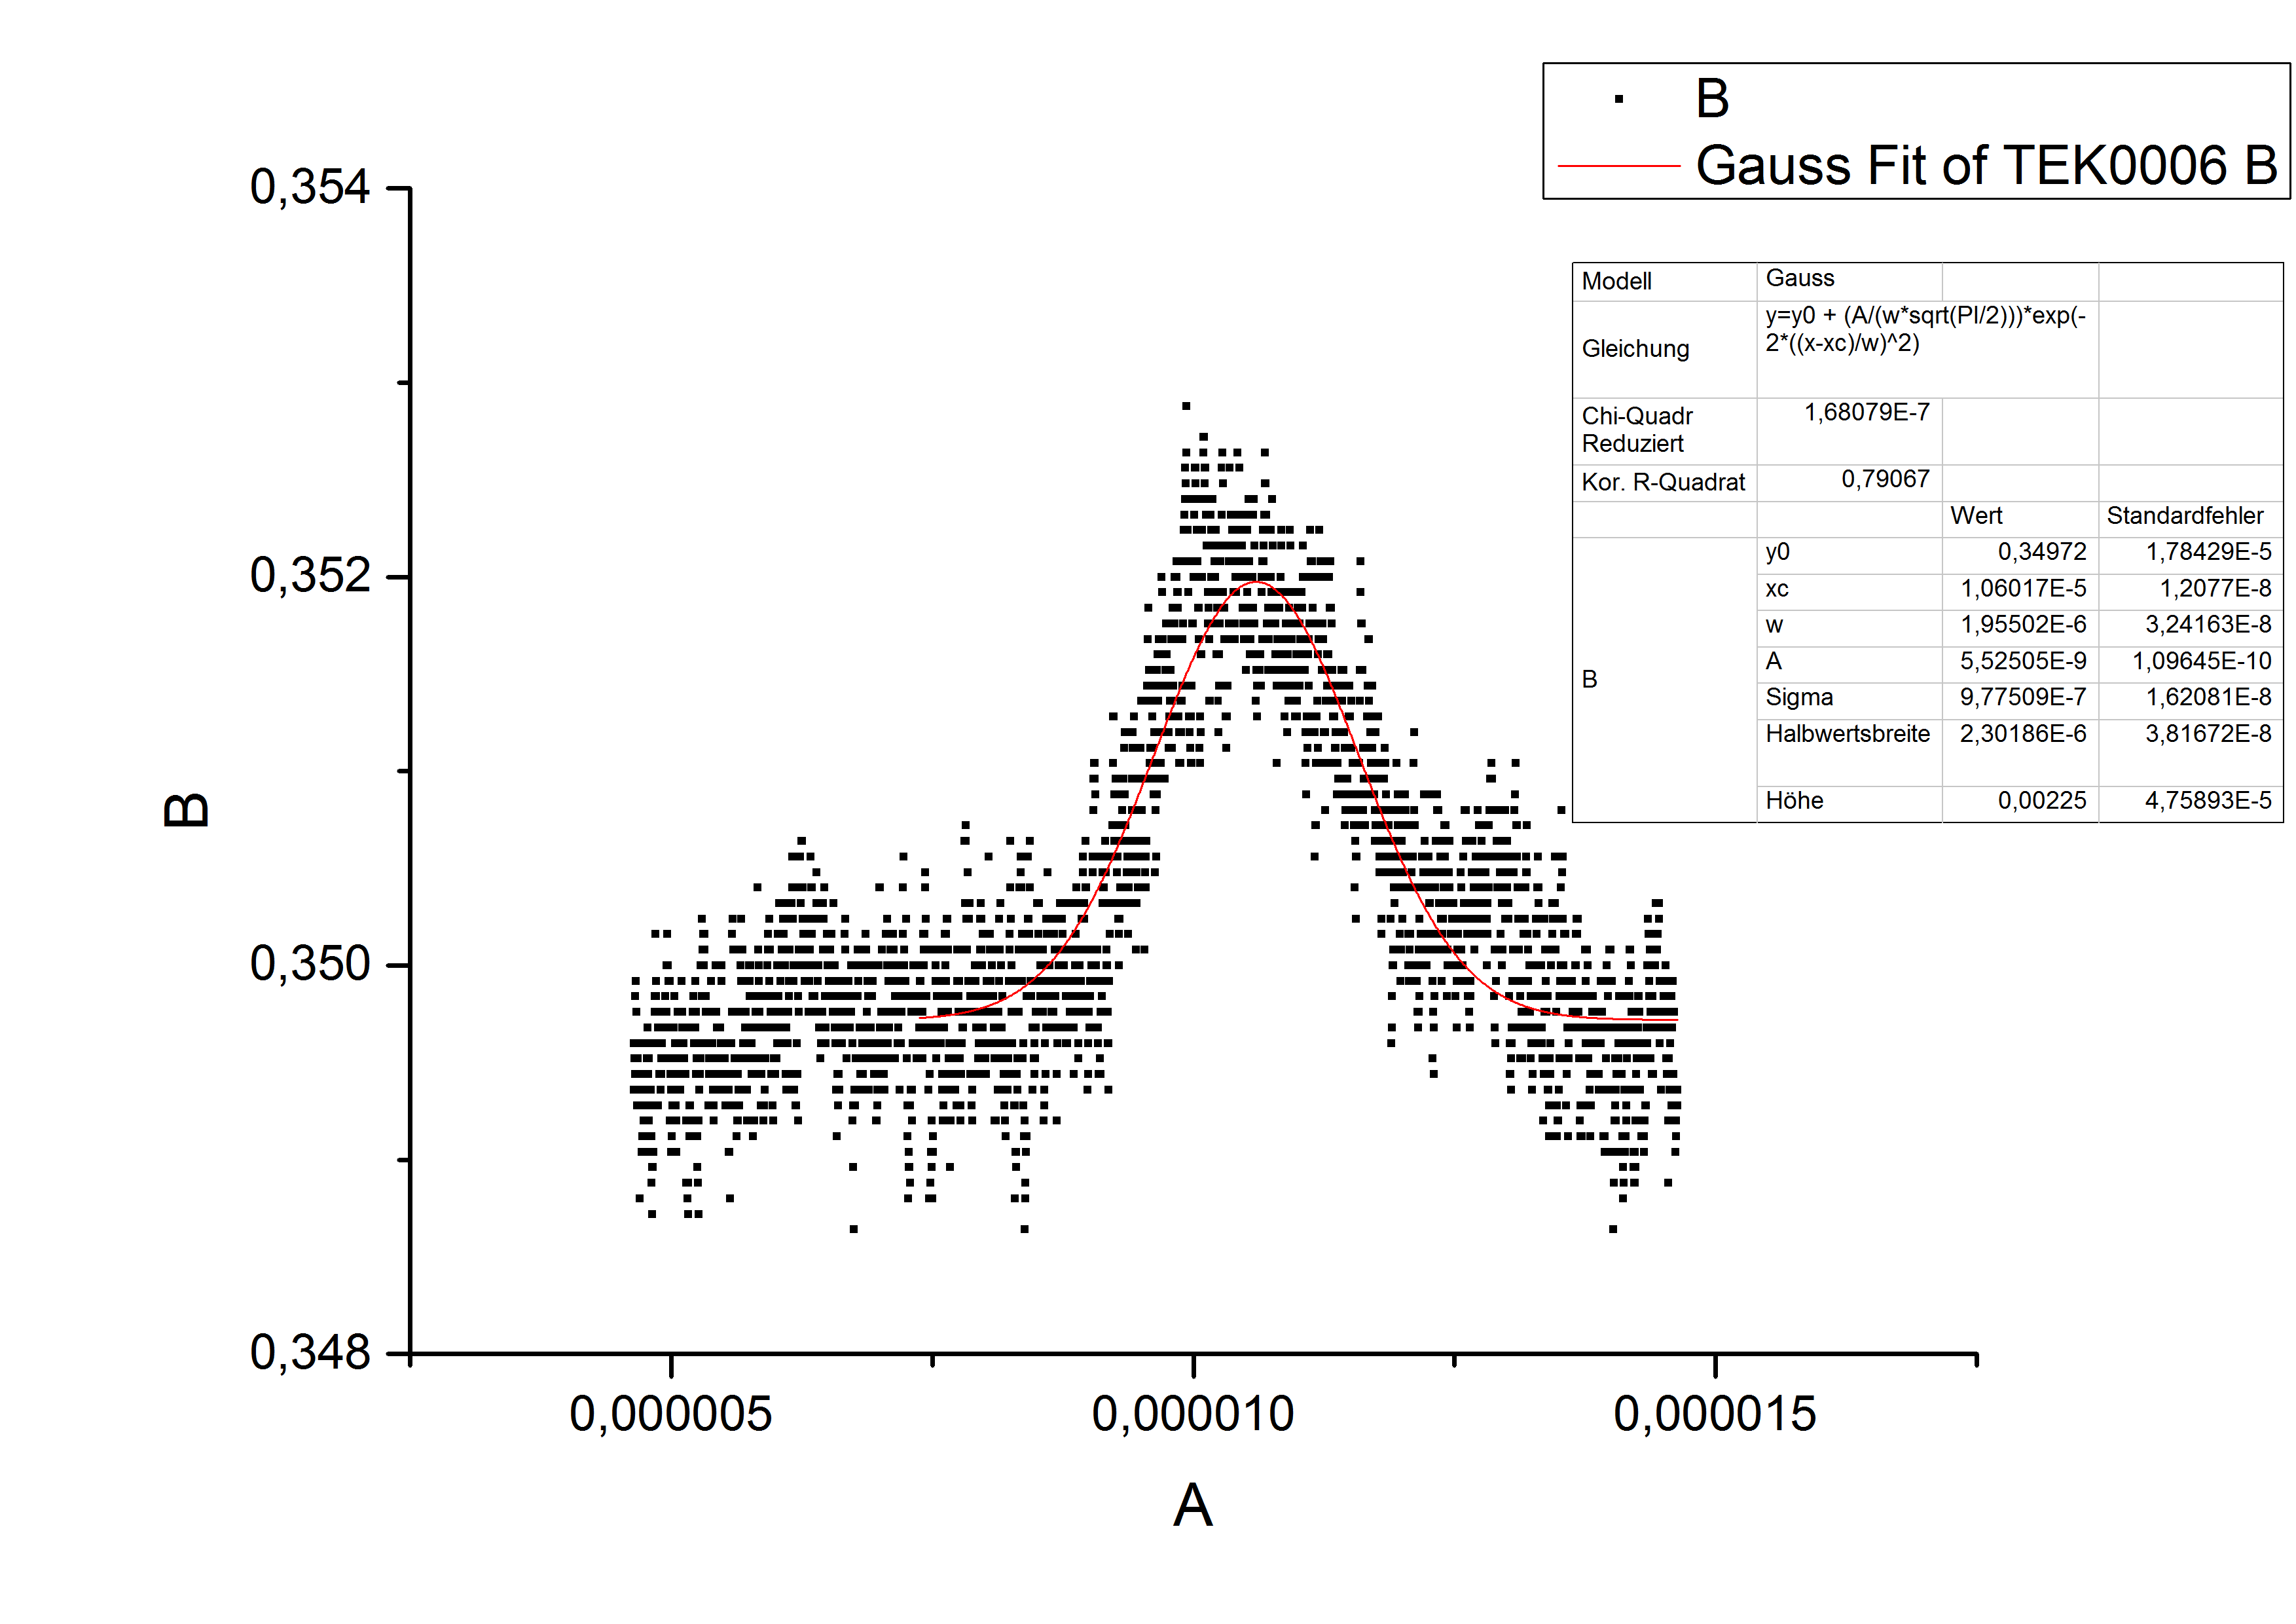 B
Gauss Fit of TEK0006 B
0,354
0,352
0,350
0,348
B
0,000005
0,000010
0,000015
A
Modell Gauss
Gleichung y=y0 + (A/(w*sqrt(PI/2)))*exp(-
2*((x-xc)/w)^2)
Chi-Quadr
Reduziert 1,68079E-7
Kor. R-Quadrat 0,79067
Wert Standardfehler
B
y0 0,34972 1,78429E-5
xc 1,06017E-5 1,2077E-8
w 1,95502E-6 3,24163E-8
A 5,52505E-9 1,09645E-10
Sigma 9,77509E-7 1,62081E-8
Halbwertsbreite 2,30186E-6 3,81672E-8
Höhe 0,00225 4,75893E-5